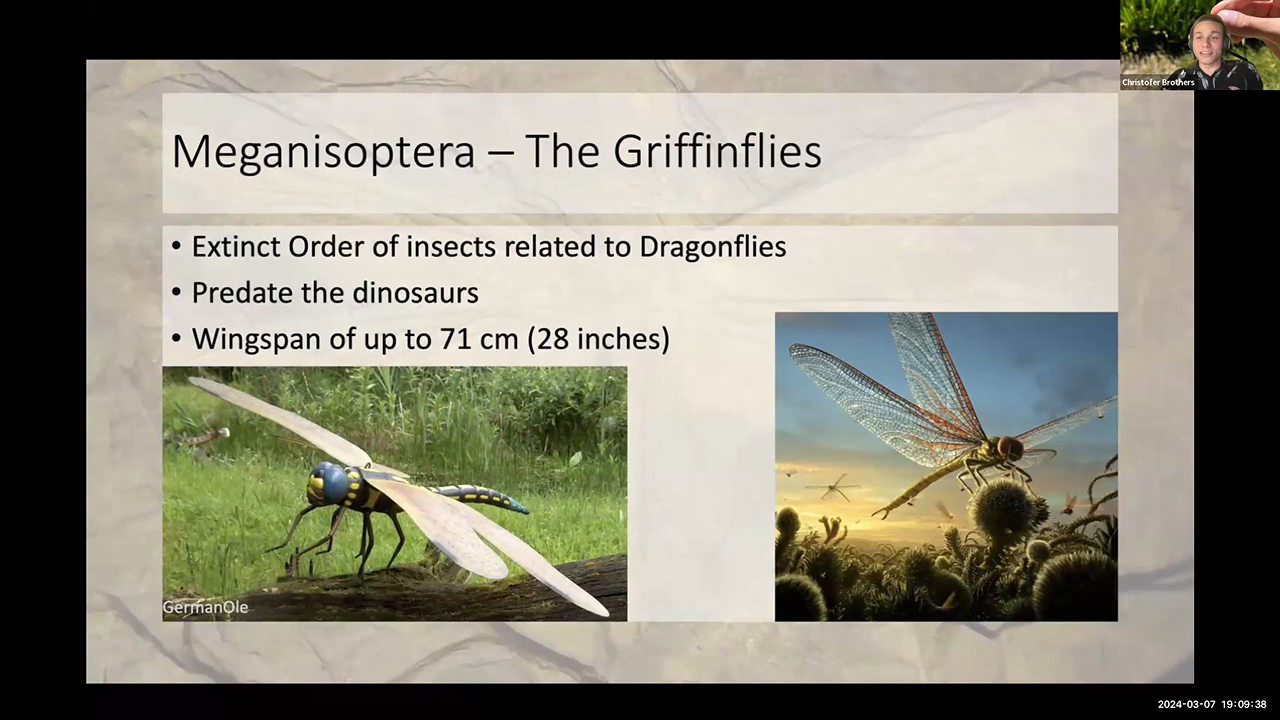 Christofer Brothers
Meganisoptera – The Griffinflies
• Extinct Order of insects related to Dragonflies
• Predate the dinosaurs
• Wingspan of up to 71 cm (28 inches)
GermanOle
2024-03-07 19:09:38